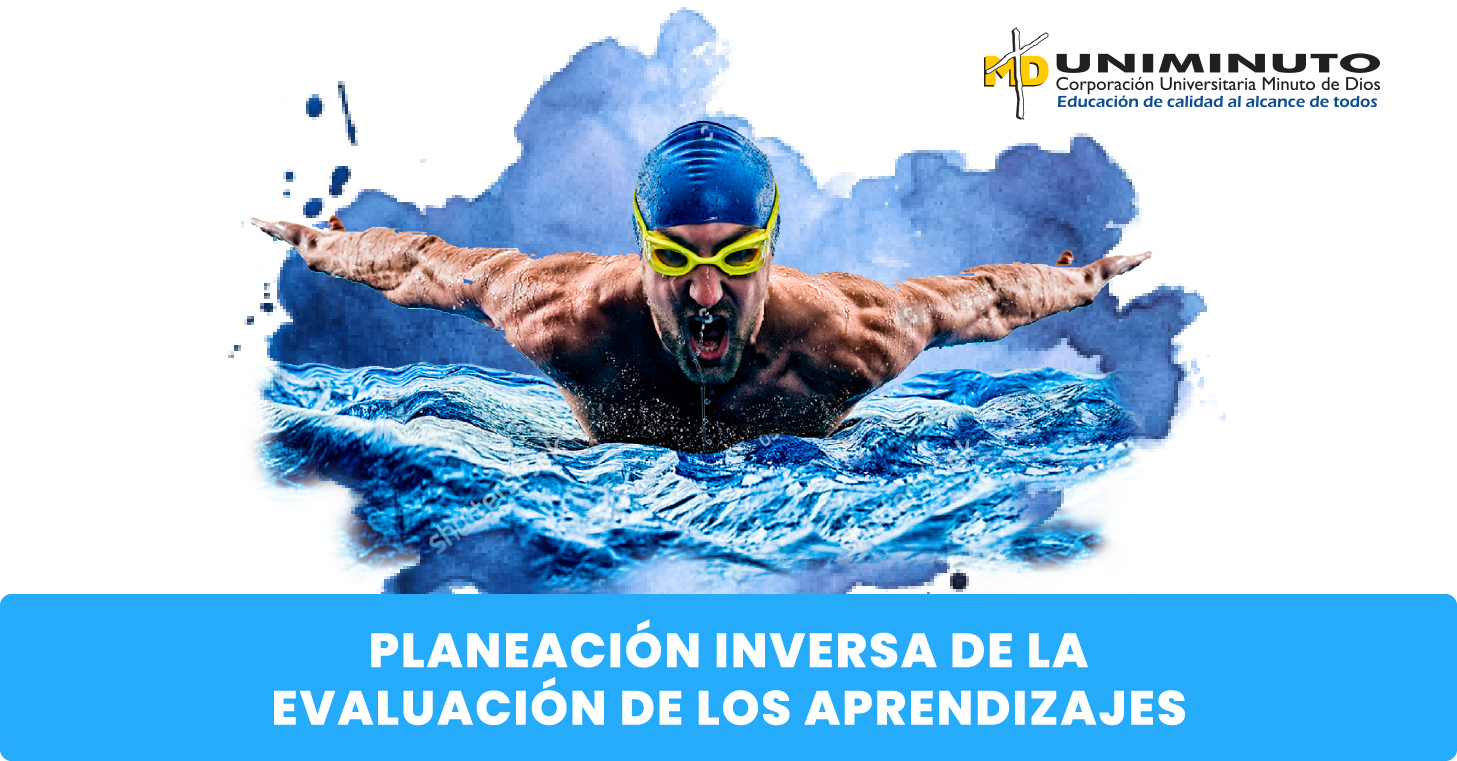 MD UNIMINUTO
Corporación Universitaria Minuto de Dios
Educación de calidad al alcance de todos
PLANEACIÓN INVERSA DE LA
EVALUACIÓN DE LOS APRENDIZAJES